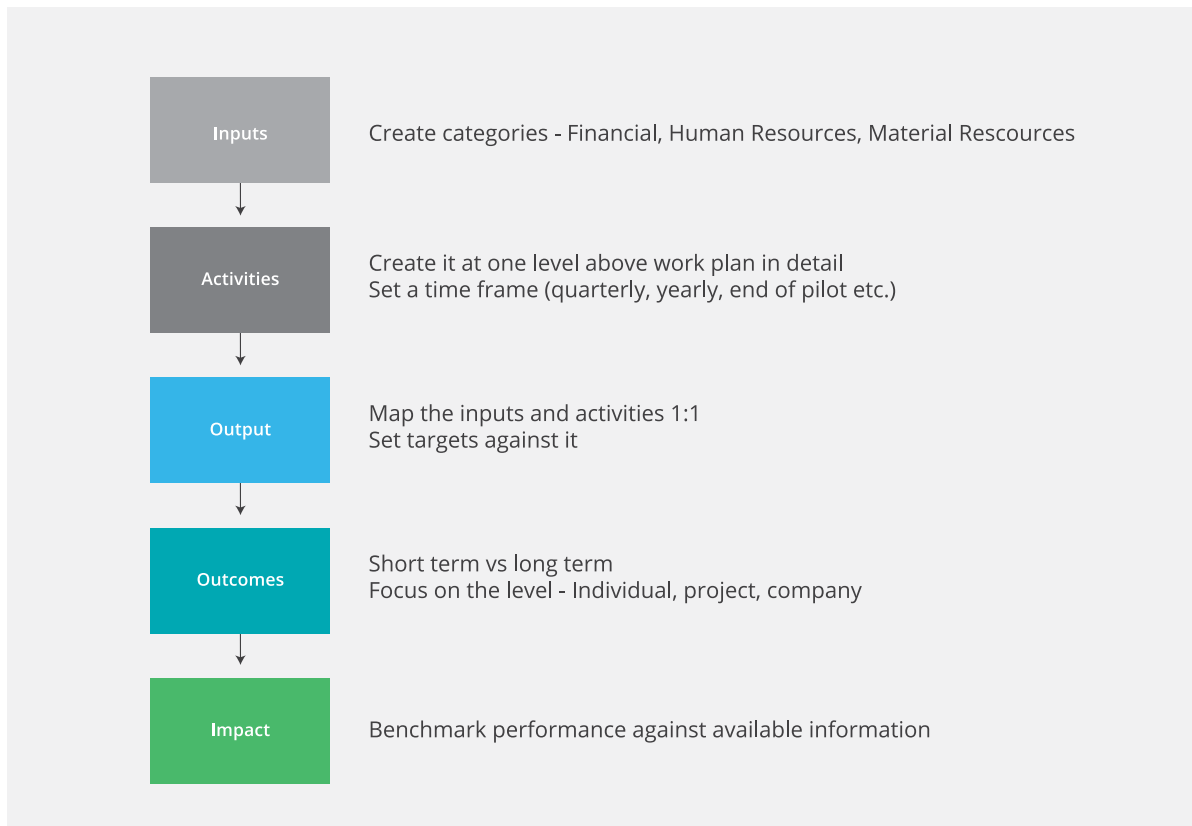 Inputs
Create categories - Financial, Human Resources, Material Rescources
Activities
Create it at one level above work plan in detail
Set a time frame (quarterly, yearly, end of pilot etc.)
Output
Map the inputs and activities 1:1
Set targets against it
Outcomes
Short term vs long term
Focus on the level - Individual, project, company
Impact
Benchmark performance against available information